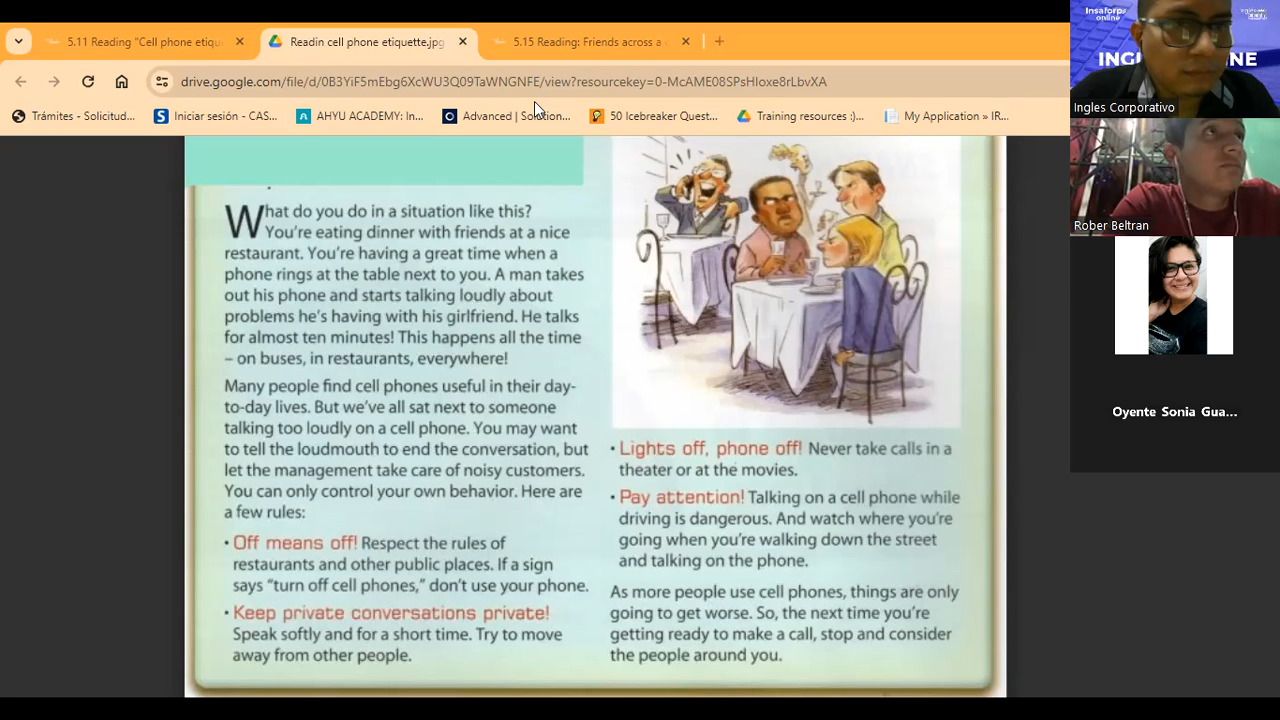 5.11 Reading "Cell phone etiqu
Readin cell phone etiquette.jpg
5.15 Reading: Friends across a
drive.google.com/file/d/0B3YiF5mEbg6XcWU3Q09TaWNGNFE/view?resourcekey=0-McAME08SPsHIoxe8rLbvXA
Trámites - Solicitud...
Iniciar sesión - CAS...
AHYU ACADEMY: In...
Advanced | Solution...
50 Icebreaker Quest...
Training resources :)...
My Application » IR...
What do you do in a situation like this?
You're eating dinner with friends at a nice
restaurant. You're having a great time when a
phone rings at the table next to you. A man takes
out his phone and starts talking loudly about
problems he's having with his girlfriend. He talks
for almost ten minutes! This happens all the time
– on buses, in restaurants, everywhere!
Many people find cell phones useful in their day-
to-day lives. But we've all sat next to someone
talking too loudly on a cell phone. You may want
to tell the loudmouth to end the conversation, but
let the management take care of noisy customers.
You can only control your own behavior. Here are
a few rules:
• Off means off! Respect the rules of
restaurants and other public places. If a sign
says "turn off cell phones," don't use your phone.
• Keep private conversations private!
Speak softly and for a short time. Try to move
away from other people.
• Lights off, phone off! Never take calls in a
theater or at the movies.
• Pay attention! Talking on a cell phone while
driving is dangerous. And watch where you're
going when you're walking down the street
and talking on the phone.
As more people use cell phones, things are only
going to get worse. So, the next time you're
getting ready to make a call, stop and consider
the people around you.
Insaforp
online
Ingles Corporativo
Rober Beltran
Oyente Sonia Gua...